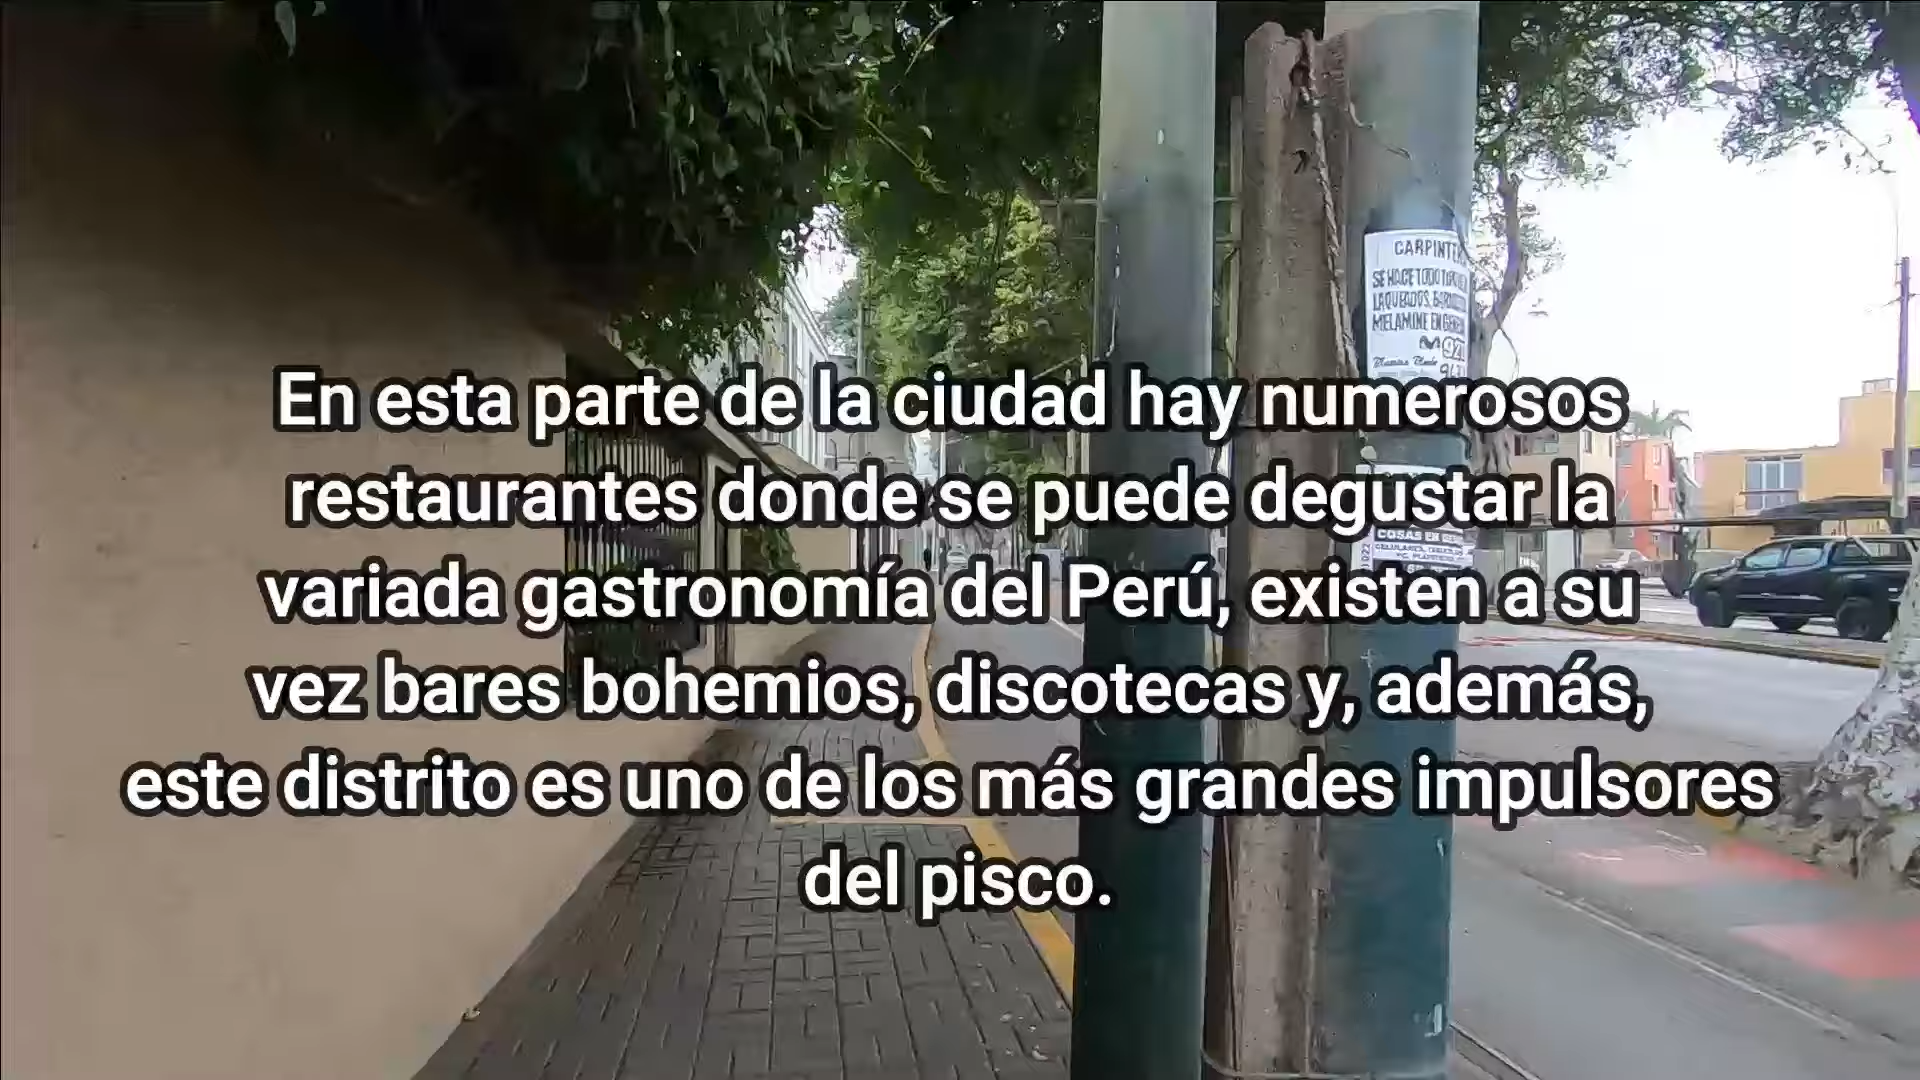 CARPINTER
SE HACE TODO
LAQUEADOS,
MELAMINE EN
En esta parte de la ciudad hay numerosos
restaurantes donde se puede degustar la
variada gastronomía del Perú, existen a su
vez bares bohemios, discotecas y, además,
este distrito es uno de los más grandes impulsores
del pisco.
COSAS EN